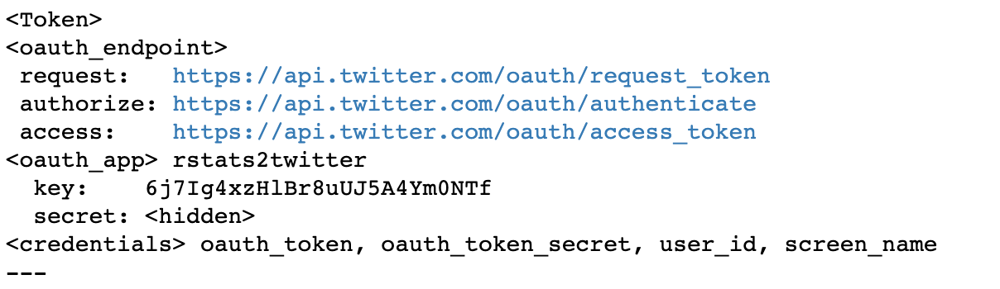 <Token>
<oauth_endpoint>
 request:   https://api.twitter.com/oauth/request_token
 authorize: https://api.twitter.com/oauth/authenticate
 access:    https://api.twitter.com/oauth/access_token
<oauth_app> rstats2twitter
  key:    6j7Ig4xzHlBr8uUJ5A4Ym0NTf
  secret: <hidden>
<credentials> oauth_token, oauth_token_secret, user_id, screen_name
---